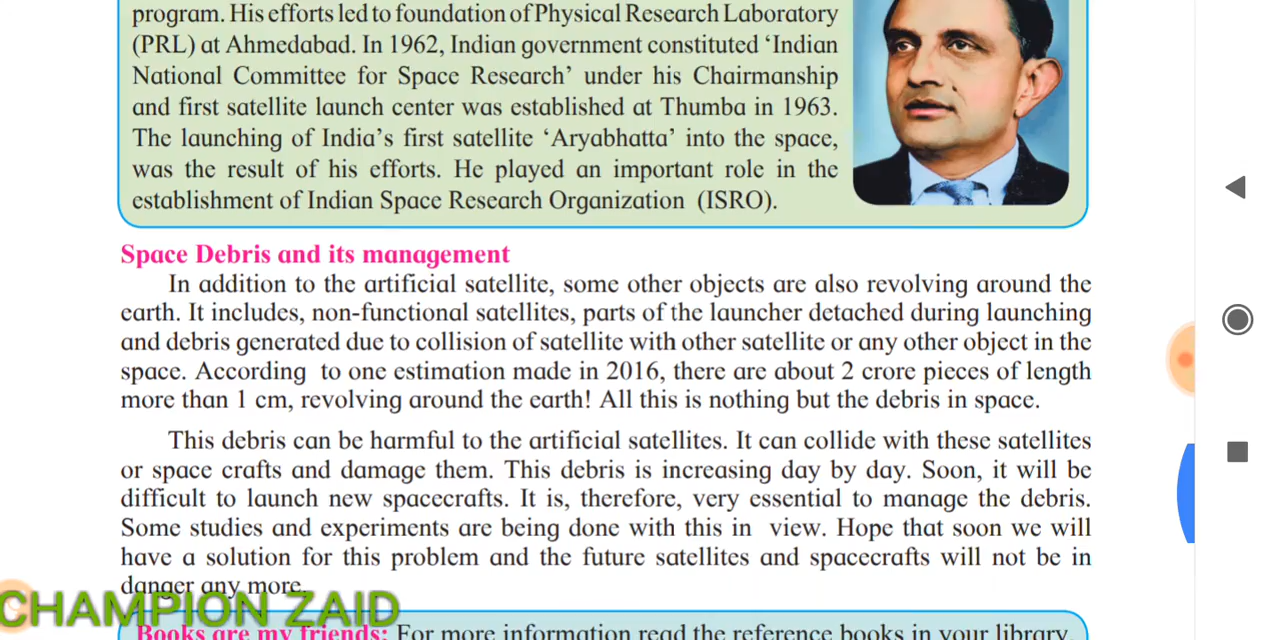 program. His efforts led to foundation of Physical Research Laboratory
(PRL) at Ahmedabad. In 1962, Indian government constituted ‘Indian
National Committee for Space Research’ under his Chairmanship
and first satellite launch center was established at Thumba in 1963.
The launching of India’s first satellite ‘Aryabhatta’ into the space,
was the result of his efforts. He played an important role in the
establishment of Indian Space Research Organization (ISRO).
Space Debris and its management
In addition to the artificial satellite, some other objects are also revolving around the
earth. It includes, non-functional satellites, parts of the launcher detached during launching
and debris generated due to collision of satellite with other satellite or any other object in the
space. According to one estimation made in 2016, there are about 2 crore pieces of length
more than 1 cm, revolving around the earth! All this is nothing but the debris in space.
This debris can be harmful to the artificial satellites. It can collide with these satellites
or space crafts and damage them. This debris is increasing day by day. Soon, it will be
difficult to launch new spacecrafts. It is, therefore, very essential to manage the debris.
Some studies and experiments are being done with this in view. Hope that soon we will
have a solution for this problem and the future satellites and spacecrafts will not be in
danger any more.
CHAMPION ZAID
Books are my friends: For more information read the reference books in your library.